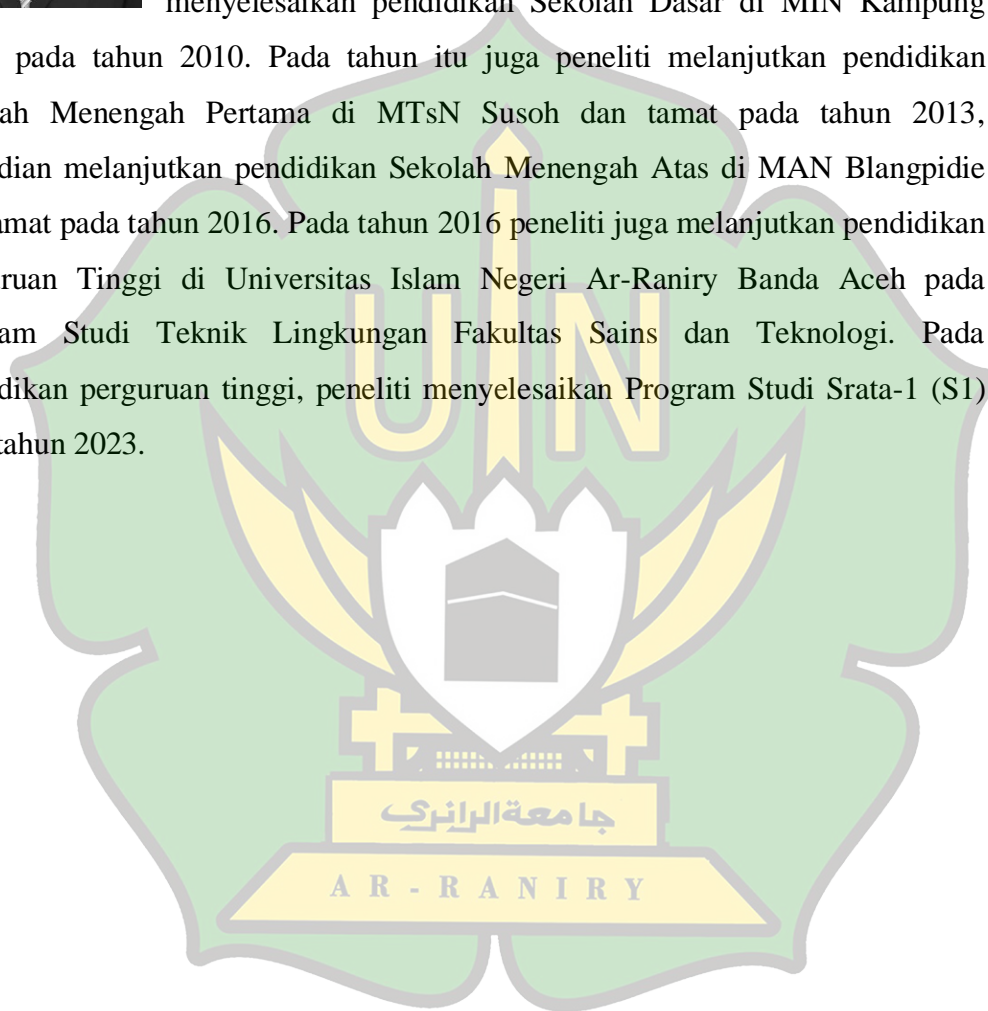 menyelesaikan pendidikan Sekolah Dasar di MIN Kampung
pada tahun 2010. Pada tahun itu juga peneliti melanjutkan pendidikan
ah Menengah Pertama di MTsN Susoh dan tamat pada tahun 2013,
dian melanjutkan pendidikan Sekolah Menengah Atas di MAN Blangpidie
amat pada tahun 2016. Pada tahun 2016 peneliti juga melanjutkan pendidikan
ruan Tinggi di Universitas Islam Negeri Ar-Raniry Banda Aceh pada
am Studi Teknik Lingkungan Fakultas Sains dan Teknologi. Pada
dikan perguruan tinggi, peneliti menyelesaikan Program Studi Srata-1 (S1)
tahun 2023.
UIN
جامعة الرانري
AR-RANIRY